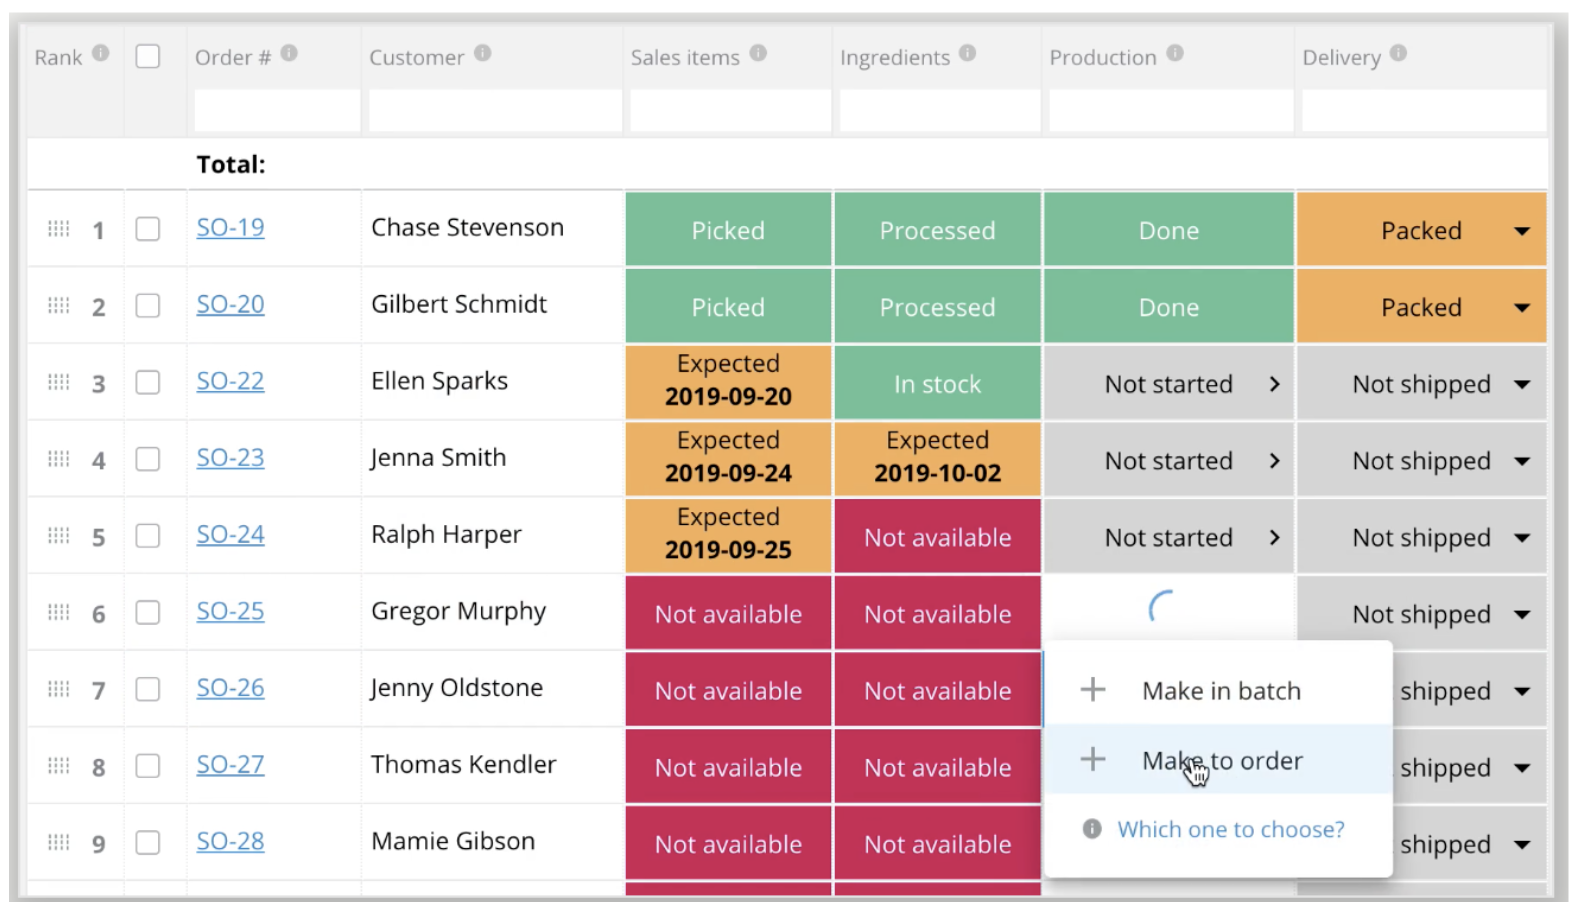 Rank Order # Customer Sales items Ingredients Production Delivery
Total:
1 SO-19 Chase Stevenson Picked Processed Done Packed
2 SO-20 Gilbert Schmidt Picked Processed Done Packed
3 SO-22 Ellen Sparks Expected 2019-09-20 In stock Not started Not shipped
4 SO-23 Jenna Smith Expected 2019-09-24 Expected 2019-10-02 Not started Not shipped
5 SO-24 Ralph Harper Expected 2019-09-25 Not available Not started Not shipped
6 SO-25 Gregor Murphy Not available Not available Not shipped
7 SO-26 Jenny Oldstone Not available Not available Make in batch shipped
8 SO-27 Thomas Kendler Not available Not available Make to order shipped
9 SO-28 Mamie Gibson Not available Not available Which one to choose? shipped